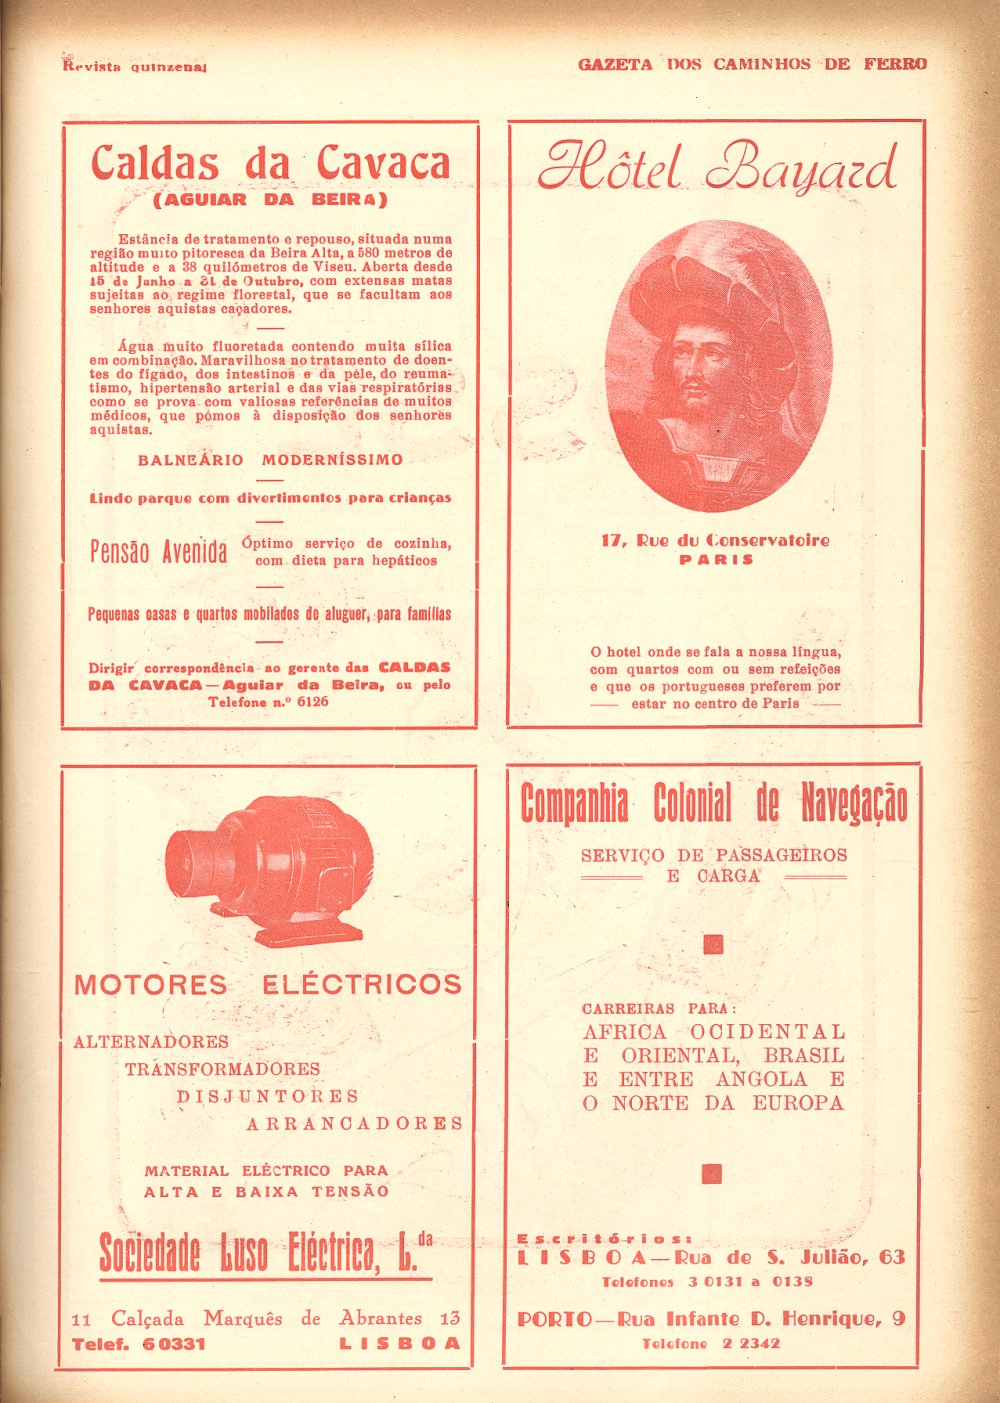 Revista quinzenal
GAZETA DOS CAMINHOS DE FERRO
Caldas da Cavaca
(AGUIAR DA BEIRA)
Estância de tratamento e repouso, situada numa
região muito pitoresca da Beira Alta, a 580 metros de
altitude e a 38 quilómetros de Viseu. Aberta desde
15 de Junho a 31 de Outubro, com extensas matas
sujeitas ao regime florestal, que se facultam aos
senhores aquistas caçadores.
Água muito fluoretada contendo muita sílica
em combinação. Maravilhosa no tratamento de doen-
tes do fígado, dos intestinos e da pele, do reuma-
tismo, hipertensão arterial e das vias respiratórias
como se prova com valiosas referências de muitos
médicos, que pomos à disposição dos senhores
aquistas.
BALNEÁRIO MODERNÍSSIMO
Lindo parque com divertimentos para crianças
Pensão Avenida
Óptimo serviço de cozinha,
com dieta para hepáticos
Pequenas casas e quartos mobilados de aluguer, para famílias
Dirigir correspondência ao gerente das CALDAS
DA CAVACA—Aguiar da Beira, ou pelo
Telefone n.º 6126
Hôtel Bayard
17, Rue du Conservatoire
PARIS
O hotel onde se fala a nossa língua,
com quartos com ou sem refeições
e que os portugueses preferem por
estar no centro de Paris
MOTORES ELÉCTRICOS
ALTERNADORES
TRANSFORMADORES
DISJUNTORES
ARRANCADORES
MATERIAL ELÉCTRICO PARA
ALTA E BAIXA TENSÃO
Sociedade Luso Eléctrica, L.da
11 Calçada Marquês de Abrantes 13
Telef. 60331 LISBOA
Companhia Colonial de Navegação
SERVIÇO DE PASSAGEIROS
E CARGA
CARREIRAS PARA:
AFRICA OCIDENTAL
E ORIENTAL, BRASIL
E ENTRE ANGOLA E
O NORTE DA EUROPA
Escritórios:
LISBOA—Rua de S. Julião, 63
Telefones 3 0131 a 0138
PORTO—Rua Infante D. Henrique, 9
Telefone 2 2342